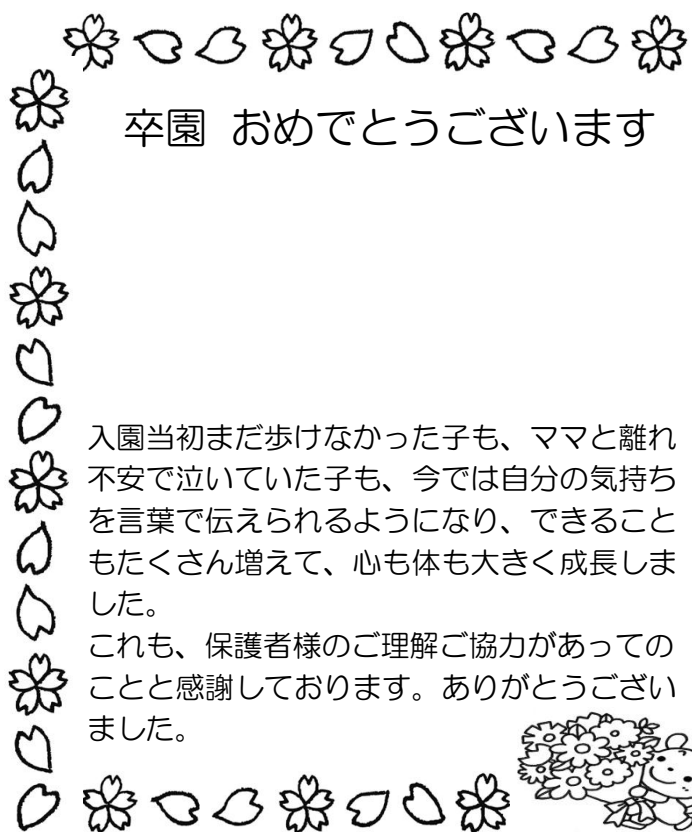 卒園 おめでとうございます
入園当初まだ歩けなかった子も、ママと離れ
不安で泣いていた子も、今では自分の気持ち
を言葉で伝えられるようになり、できること
もたくさん増えて、心も体も大きく成長しま
した。
これも、保護者様のご理解ご協力があっての
ことと感謝しております。ありがとうござい
ました。